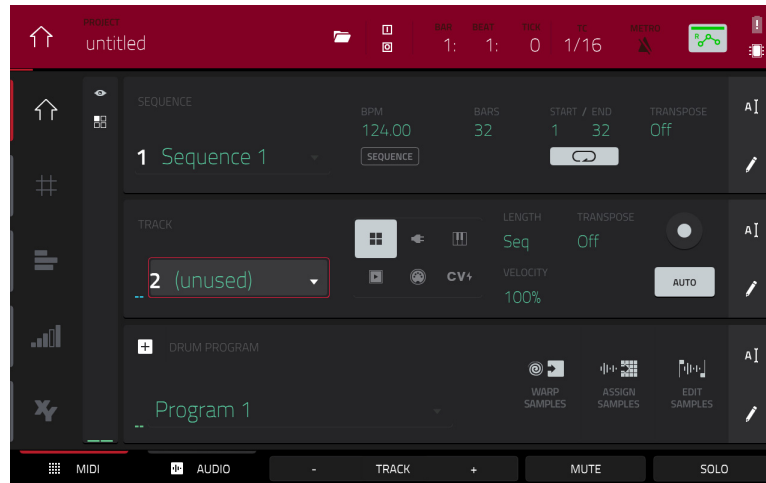 PROJECT
untitled
BAR BEAT TICK TC METRO
1: 1: 0 1/16
R
SEQUENCE
1 Sequence 1
BPM BARS START / END TRANSPOSE
124.00 32 1 32 Off
SEQUENCE
TRACK
2 (unused)
CV
LENGTH TRANSPOSE
Seq Off
VELOCITY
100%
AUTO
DRUM PROGRAM
Program 1
WARP SAMPLES
ASSIGN SAMPLES
EDIT SAMPLES
XY
MIDI AUDIO - TRACK + MUTE SOLO